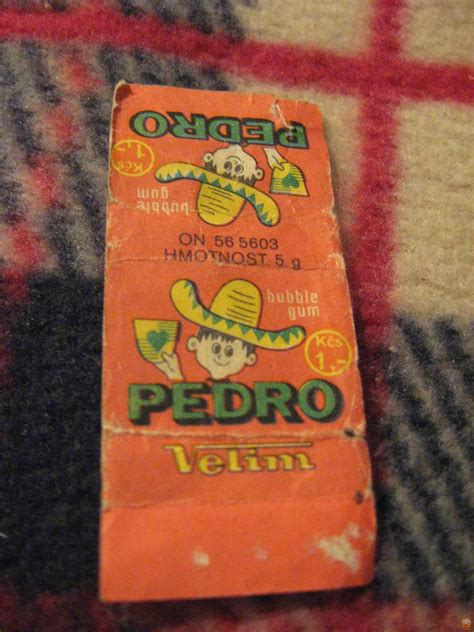 PEDRO
Kčs
1,-
bubble
gum
ON 56 5603
HMOTNOST 5 g
bubble
gum
Kčs
1,-
PEDRO
Velim